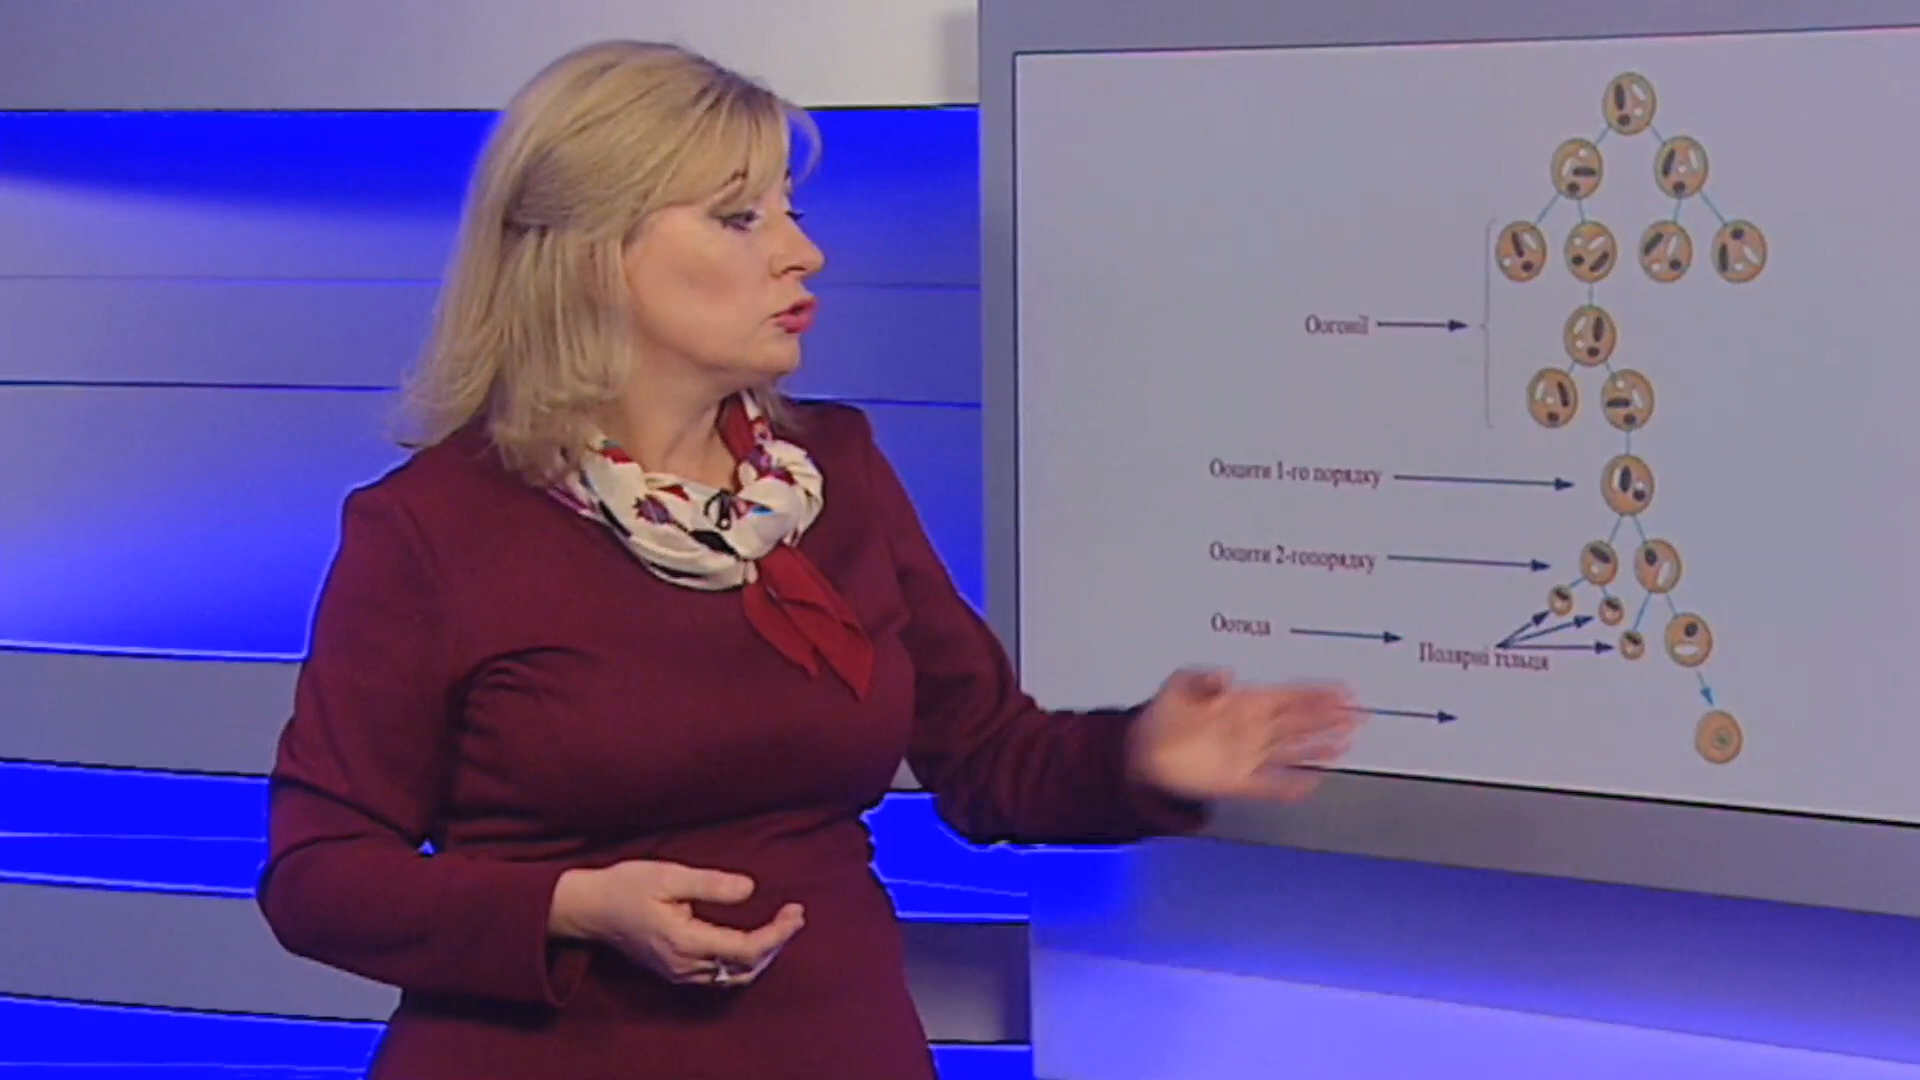 Оогонії
Ооцити 1-го порядку
Ооцити 2-гопорядку
Оотида
Полярні тільця